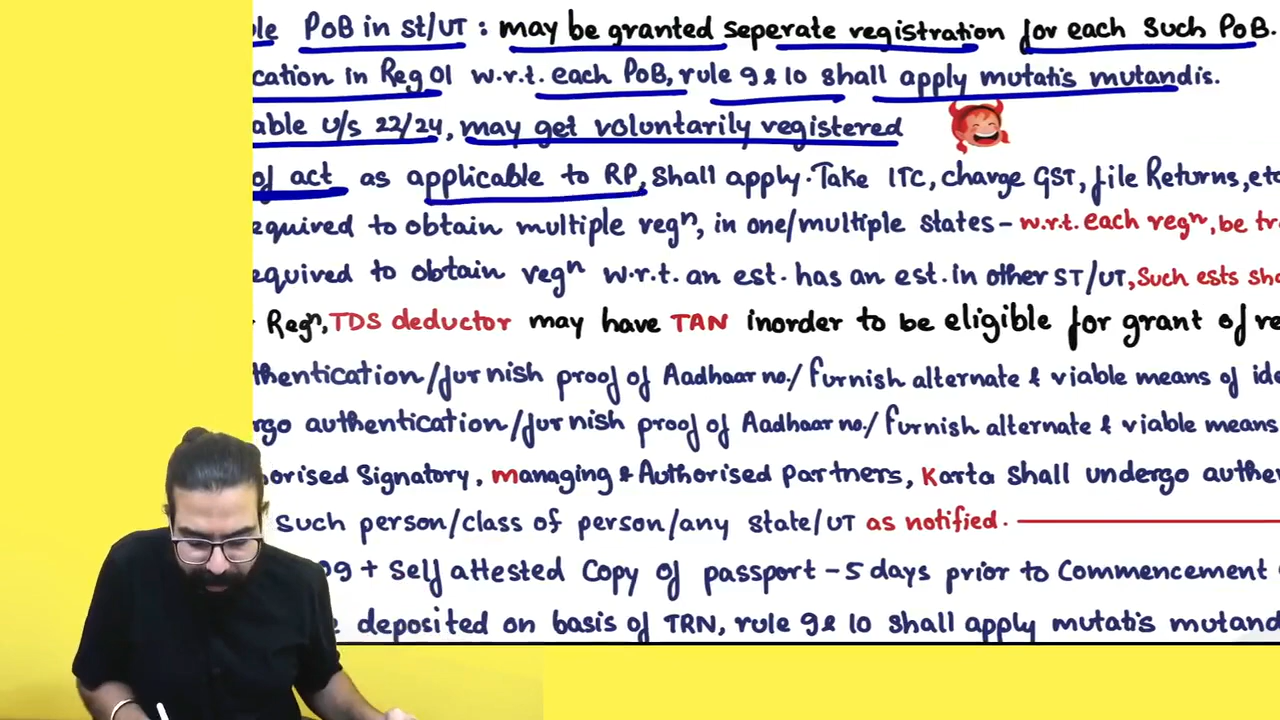 PoB in st/UT : may be granted seperate registration for each such PoB.
cation in Reg 01 w.r.t. each PoB, rule 9 & 10 shall apply mutatis mutandis.
able u/s 22/24, may get voluntarily registered
of act as applicable to RP, shall apply. Take ITC, charge GST, file Returns, etc
equired to obtain multiple regⁿ, in one/multiple states - w.r.t. each regⁿ, be tr
equired to obtain regⁿ w.r.t. an est. has an est. in other ST/UT, Such ests sh
Regⁿ, TDS deductor may have TAN inorder to be eligible for grant of re
thentication/furnish proof of Aadhaar no./ furnish alternate & viable means of ide
rgo authentication/furnish proof of Aadhaar no./ furnish alternate & viable means
orised Signatory, managing & Authorised partners, Karta shall undergo authe
Such person/class of person/any state/UT as notified.
09 + Self attested Copy of passport - 5 days prior to Commencement
deposited on basis of TRN, rule 9 & 10 shall apply mutatis mutand